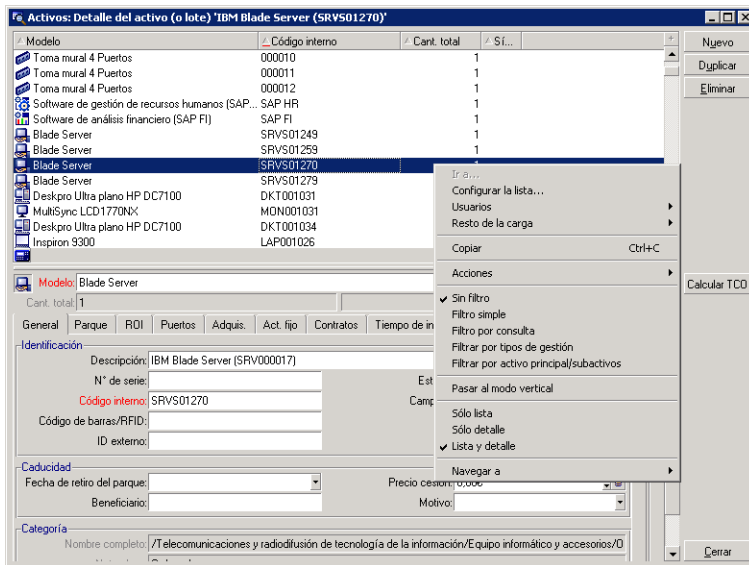 Activos: Detalle del activo (o lote) 'IBM Blade Server (SRVS01270)'
Modelo Código interno Cant. total Sí...
Toma mural 4 Puertos 000010 1
Toma mural 4 Puertos 000011 1
Toma mural 4 Puertos 000012 1
Software de gestión de recursos humanos (SAP... SAP HR 1
Software de análisis financiero (SAP FI) SAP FI 1
Blade Server SRVS01249 1
Blade Server SRVS01259 1
Blade Server SRVS01270 1
Blade Server SRVS01279
Deskpro Ultra plano HP DC7100 DKT001031
MultiSync LCD1770NX MON001031
Deskpro Ultra plano HP DC7100 DKT001034
Inspiron 9300 LAP001026
Nuevo
Duplicar
Eliminar
Calcular TCO
Cerrar
Ir a...
Configurar la lista...
Usuarios
Resto de la carga
Copiar Ctrl+C
Acciones
Sin filtro
Filtro simple
Filtro por consulta
Filtrar por tipos de gestión
Filtrar por activo principal/subactivos
Pasar al modo vertical
Sólo lista
Sólo detalle
Lista y detalle
Navegar a
Modelo: Blade Server
Cant. total: 1
General Parque ROI Puertos Adquis. Act. fijo Contratos Tiempo de in
Identificación
Descripción: IBM Blade Server (SRV000017)
N° de serie: Est
Código interno: SRVS01270 Camp
Código de barras/RFID:
ID externo:
Caducidad
Fecha de retiro del parque: Precio cesión: 0,00€
Beneficiario: Motivo:
Categoría
Nombre completo: /Telecomunicaciones y radiodifusión de tecnología de la información/Equipo informático y accesorios/O